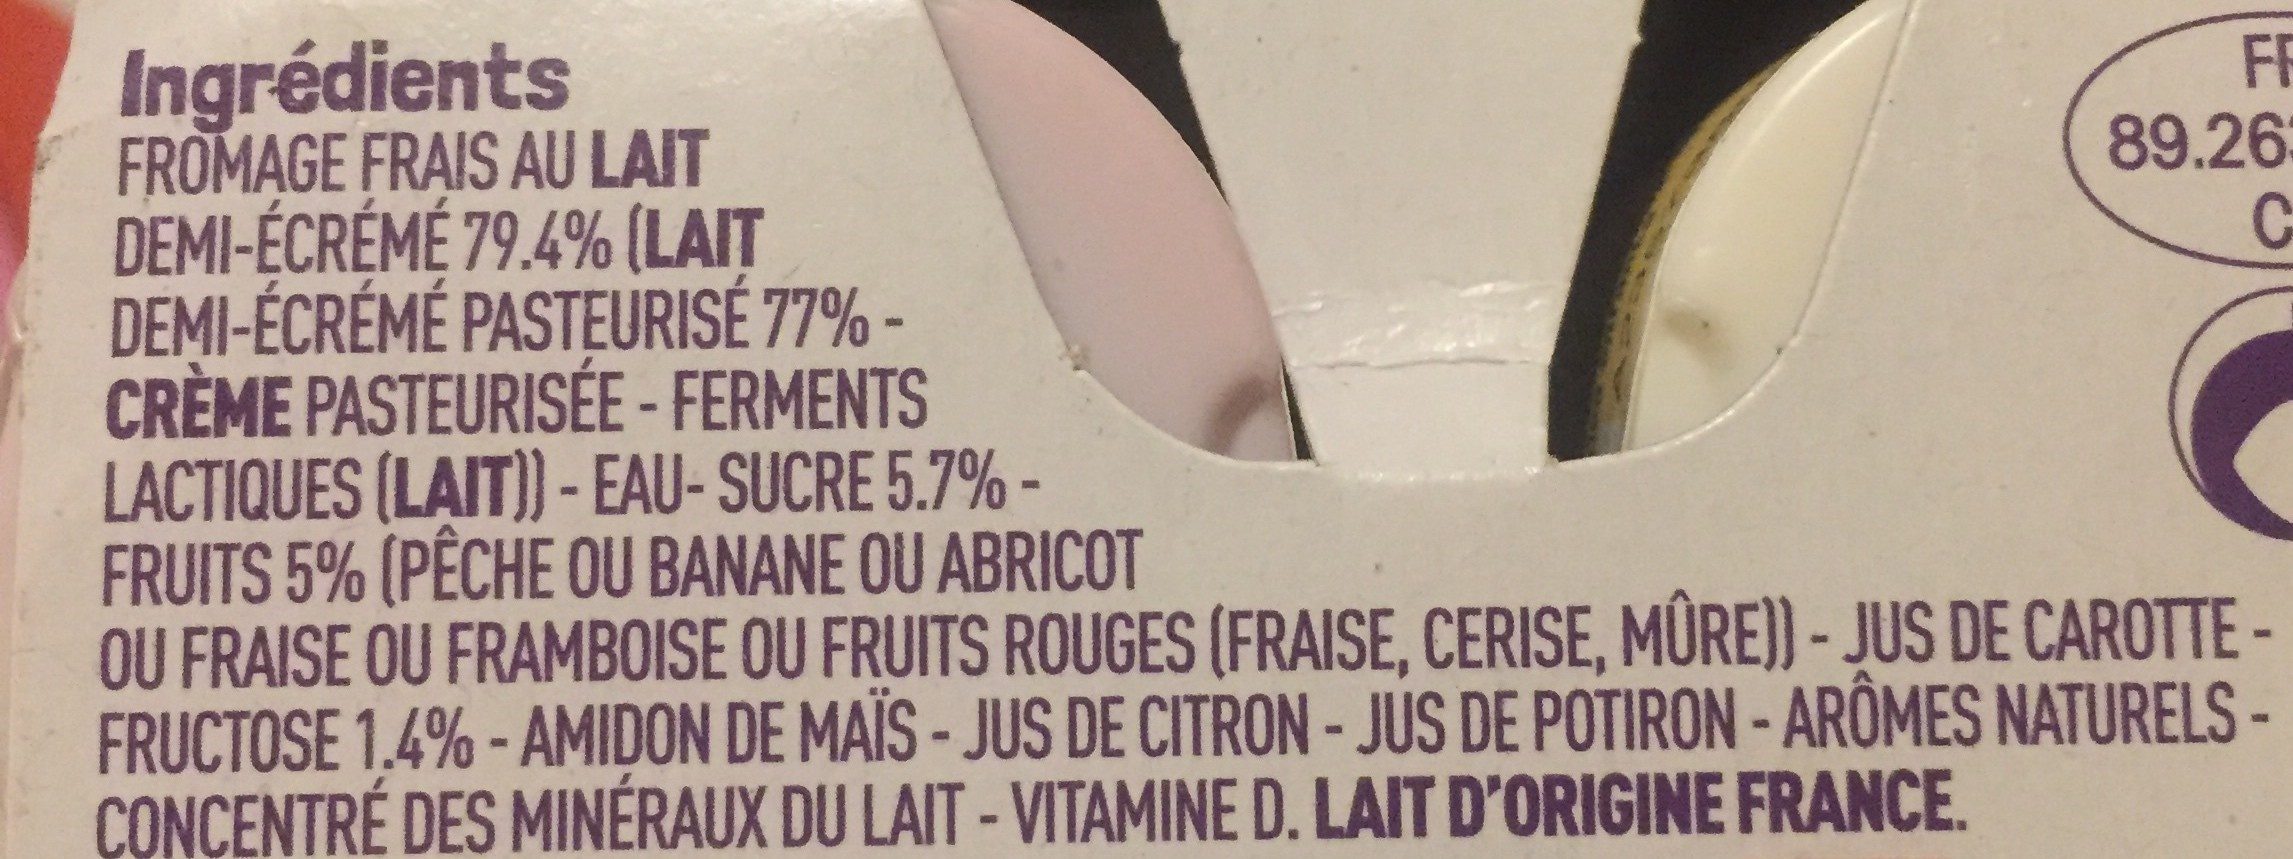 Ingrédients
FROMAGE FRAIS AU LAIT
DEMI-ÉCRÉMÉ 79.4% (LAIT
DEMI-ÉCRÉMÉ PASTEURISÉ 77% -
CRÈME PASTEURISÉE - FERMENTS
LACTIQUES (LAIT)) - EAU- SUCRE 5.7% -
FRUITS 5% (PÊCHE OU BANANE OU ABRICOT
OU FRAISE OU FRAMBOISE OU FRUITS ROUGES (FRAISE, CERISE, MÛRE)) - JUS DE CAROTTE -
FRUCTOSE 1.4% - AMIDON DE MAÏS - JUS DE CITRON - JUS DE POTIRON - ARÔMES NATURELS -
CONCENTRÉ DES MINÉRAUX DU LAIT - VITAMINE D. LAIT D'ORIGINE FRANCE.
FR
89.263